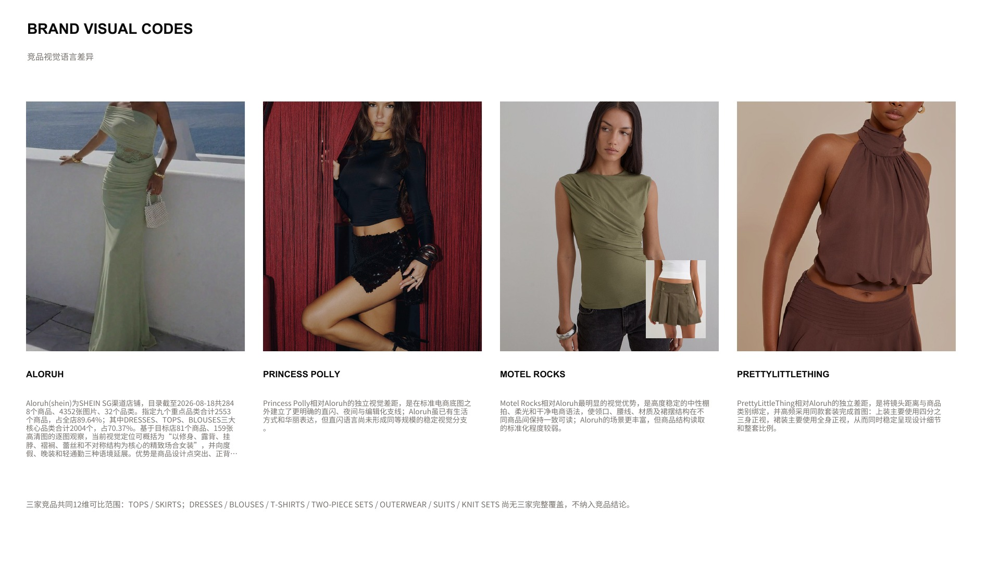 BRAND VISUAL CODES
竞品视觉语言差异
ALORUH
Aloruh(shein)为SHEIN SG渠道店铺，目录截至2026-08-18共284
8个商品、4352张图片、32个品类。指定九个重点品类合计2553
个商品，占全店89.64%；其中DRESSES、TOPS、BLOUSES三大
核心品类合计2004个，占70.37%。基于目标店81个商品、159张
高清图的逐图观察，当前视觉定位可概括为“以修身、露背、挂
脖、褶裥、蕾丝和不对称结构为核心的精致场合女装”，并向度
假、晚装和轻通勤三种语境延展。优势是商品设计点突出、正背…
PRINCESS POLLY
Princess Polly相对Aloruh的独立视觉差距，是在标准电商底图之
外建立了更明确的直闪、夜间与编辑化支线；Aloruh虽已有生活
方式和华丽表达，但直闪语言尚未形成同等规模的稳定视觉分支
。
MOTEL ROCKS
Motel Rocks相对Aloruh最明显的视觉优势，是高度稳定的中性棚
拍、柔光和干净电商语法，使领口、腰线、材质及裙摆结构在不
同商品间保持一致可读；Aloruh的场景更丰富，但商品结构读取
的标准化程度较弱。
PRETTYLITTLETHING
PrettyLittleThing相对Aloruh的独立差距，是将镜头距离与商品
类别绑定，并高频采用同款套装完成首图：上装主要使用四分之
三身正视，裙装主要使用全身正视，从而同时稳定呈现设计细节
和整套比例。
三家竞品共同12维可比范围：TOPS / SKIRTS；DRESSES / BLOUSES / T-SHIRTS / TWO-PIECE SETS / OUTERWEAR / SUITS / KNIT SETS 尚无三家完整覆盖，不纳入竞品结论。